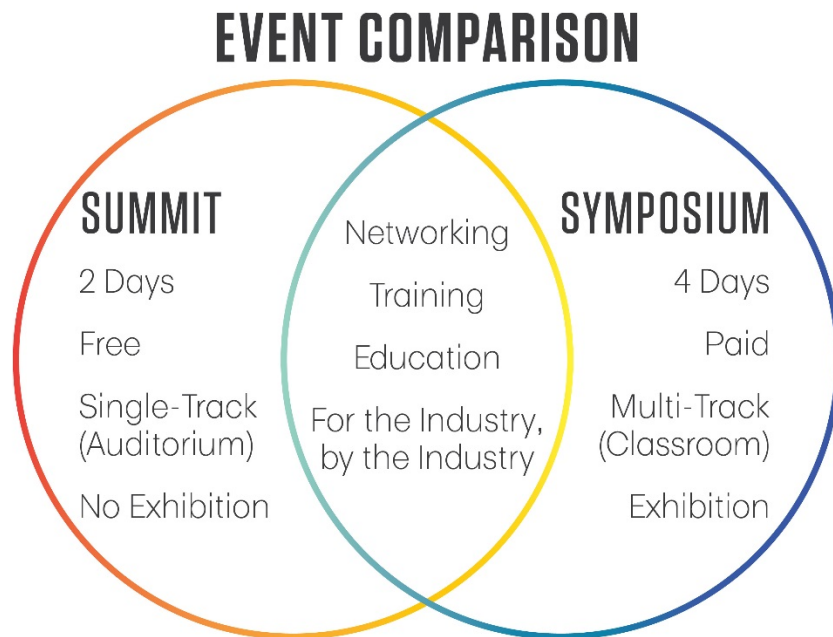 EVENT COMPARISON
SUMMIT
2 Days
Free
Single-Track
(Auditorium)
No Exhibition
Networking
Training
Education
For the Industry,
by the Industry
SYMPOSIUM
4 Days
Paid
Multi-Track
(Classroom)
Exhibition